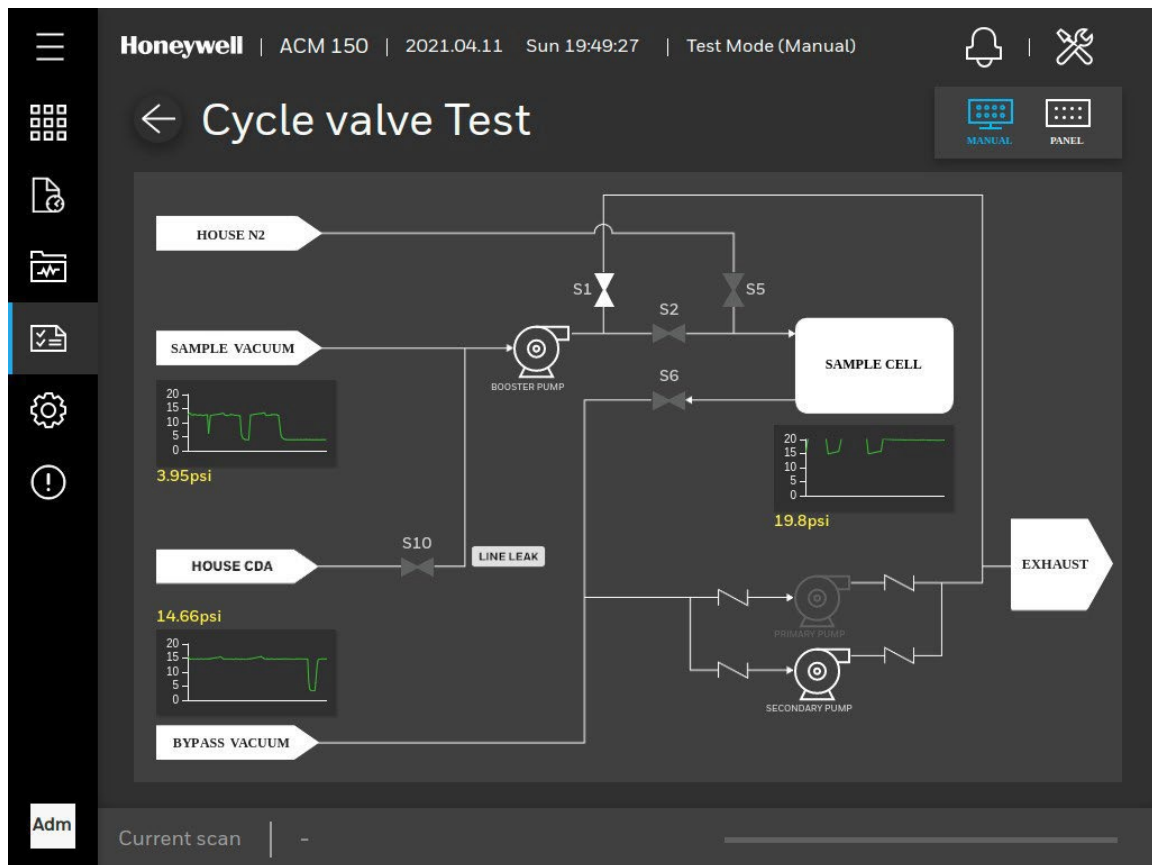 Honeywell | ACM 150 | 2021.04.11 Sun 19:49:27 | Test Mode (Manual)
Cycle valve Test
MANUAL PANEL
HOUSE N2
S1
S5
S2
SAMPLE VACUUM
BOOSTER PUMP
SAMPLE CELL
S6
20
15
10
5
0
3.95psi
20
15
10
5
0
19.8psi
S10
LINE LEAK
HOUSE CDA
EXHAUST
14.66psi
PRIMARY PUMP
20
15
10
5
0
SECONDARY PUMP
BYPASS VACUUM
Adm
Current scan | -